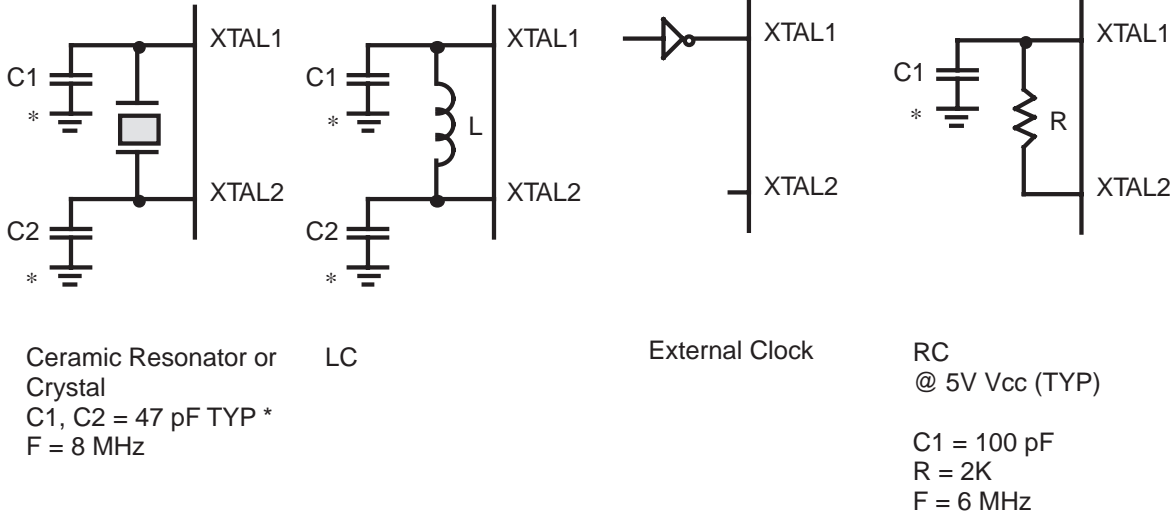 XTAL1
C1
*
XTAL2
C2
*
Ceramic Resonator or
Crystal
C1, C2 = 47 pF TYP *
F = 8 MHz
XTAL1
C1
*
L
XTAL2
C2
*
LC
XTAL1
XTAL2
External Clock
XTAL1
C1
*
R
XTAL2
RC
@ 5V Vcc (TYP)
C1 = 100 pF
R = 2K
F = 6 MHz